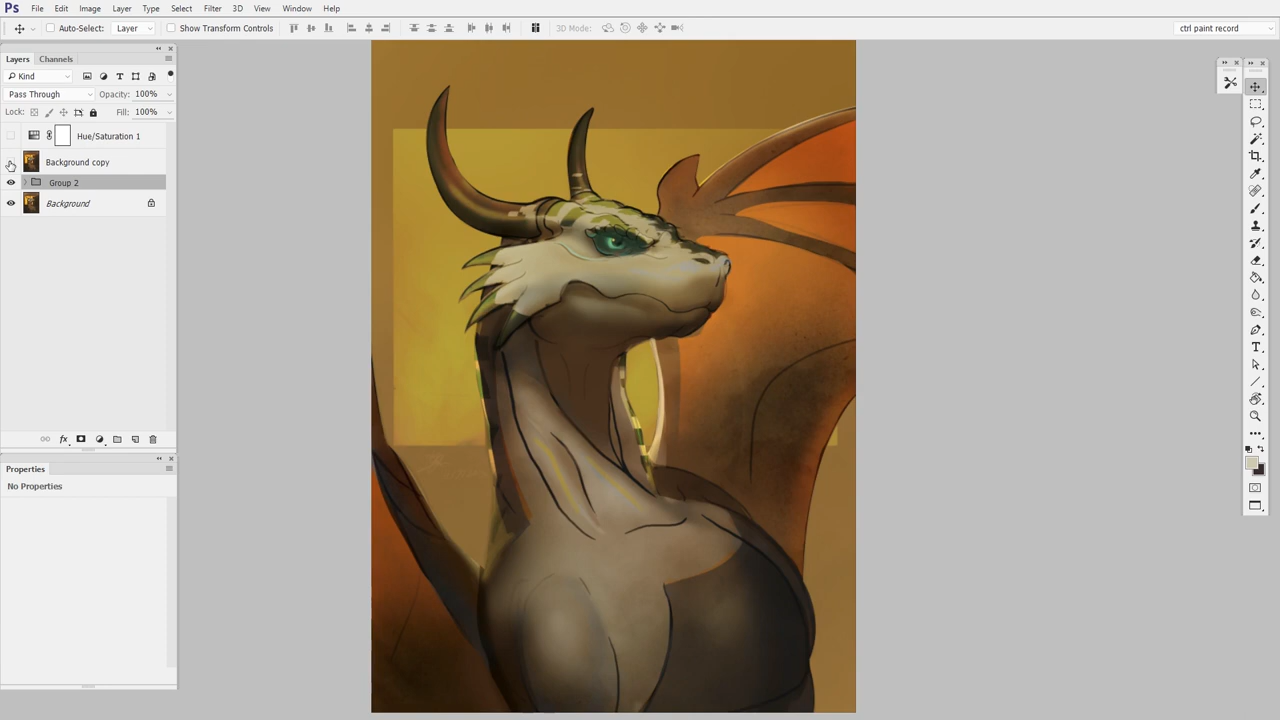 Ps File Edit Image Layer Type Select Filter 3D View Window Help
Auto-Select: Layer Show Transform Controls 3D Mode: ctrl paint record
Layers Channels
Kind
Pass Through Opacity: 100%
Lock: Fill: 100%
Hue/Saturation 1
Background copy
Group 2
Background
fx
Properties
No Properties